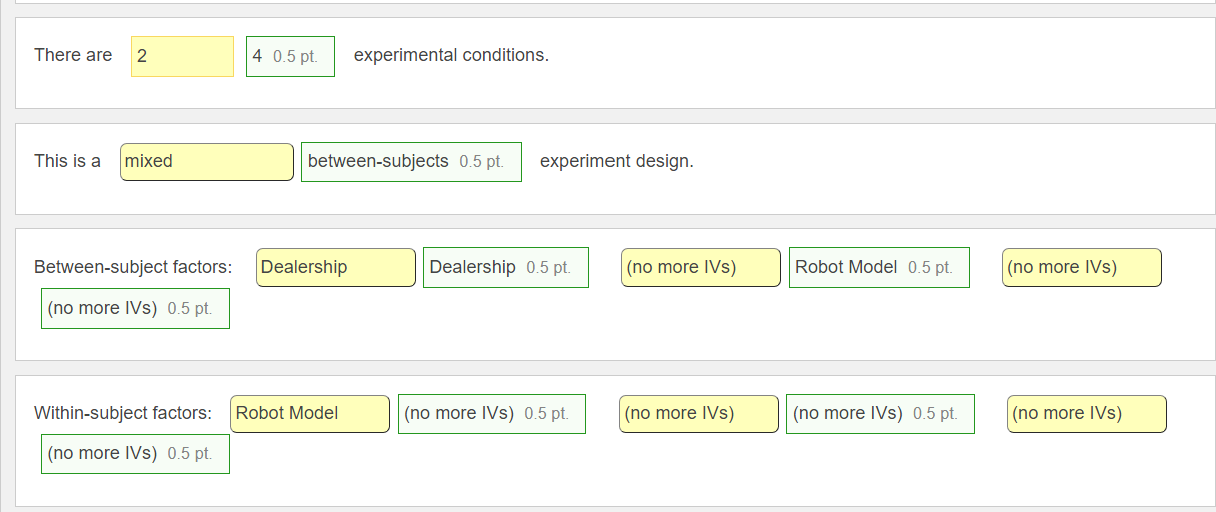 There are 2 4 0.5 pt. experimental conditions.
This is a mixed between-subjects 0.5 pt. experiment design.
Between-subject factors: Dealership Dealership 0.5 pt. (no more IVs) Robot Model 0.5 pt. (no more IVs)
(no more IVs) 0.5 pt.
Within-subject factors: Robot Model (no more IVs) 0.5 pt. (no more IVs) (no more IVs) 0.5 pt. (no more IVs)
(no more IVs) 0.5 pt.